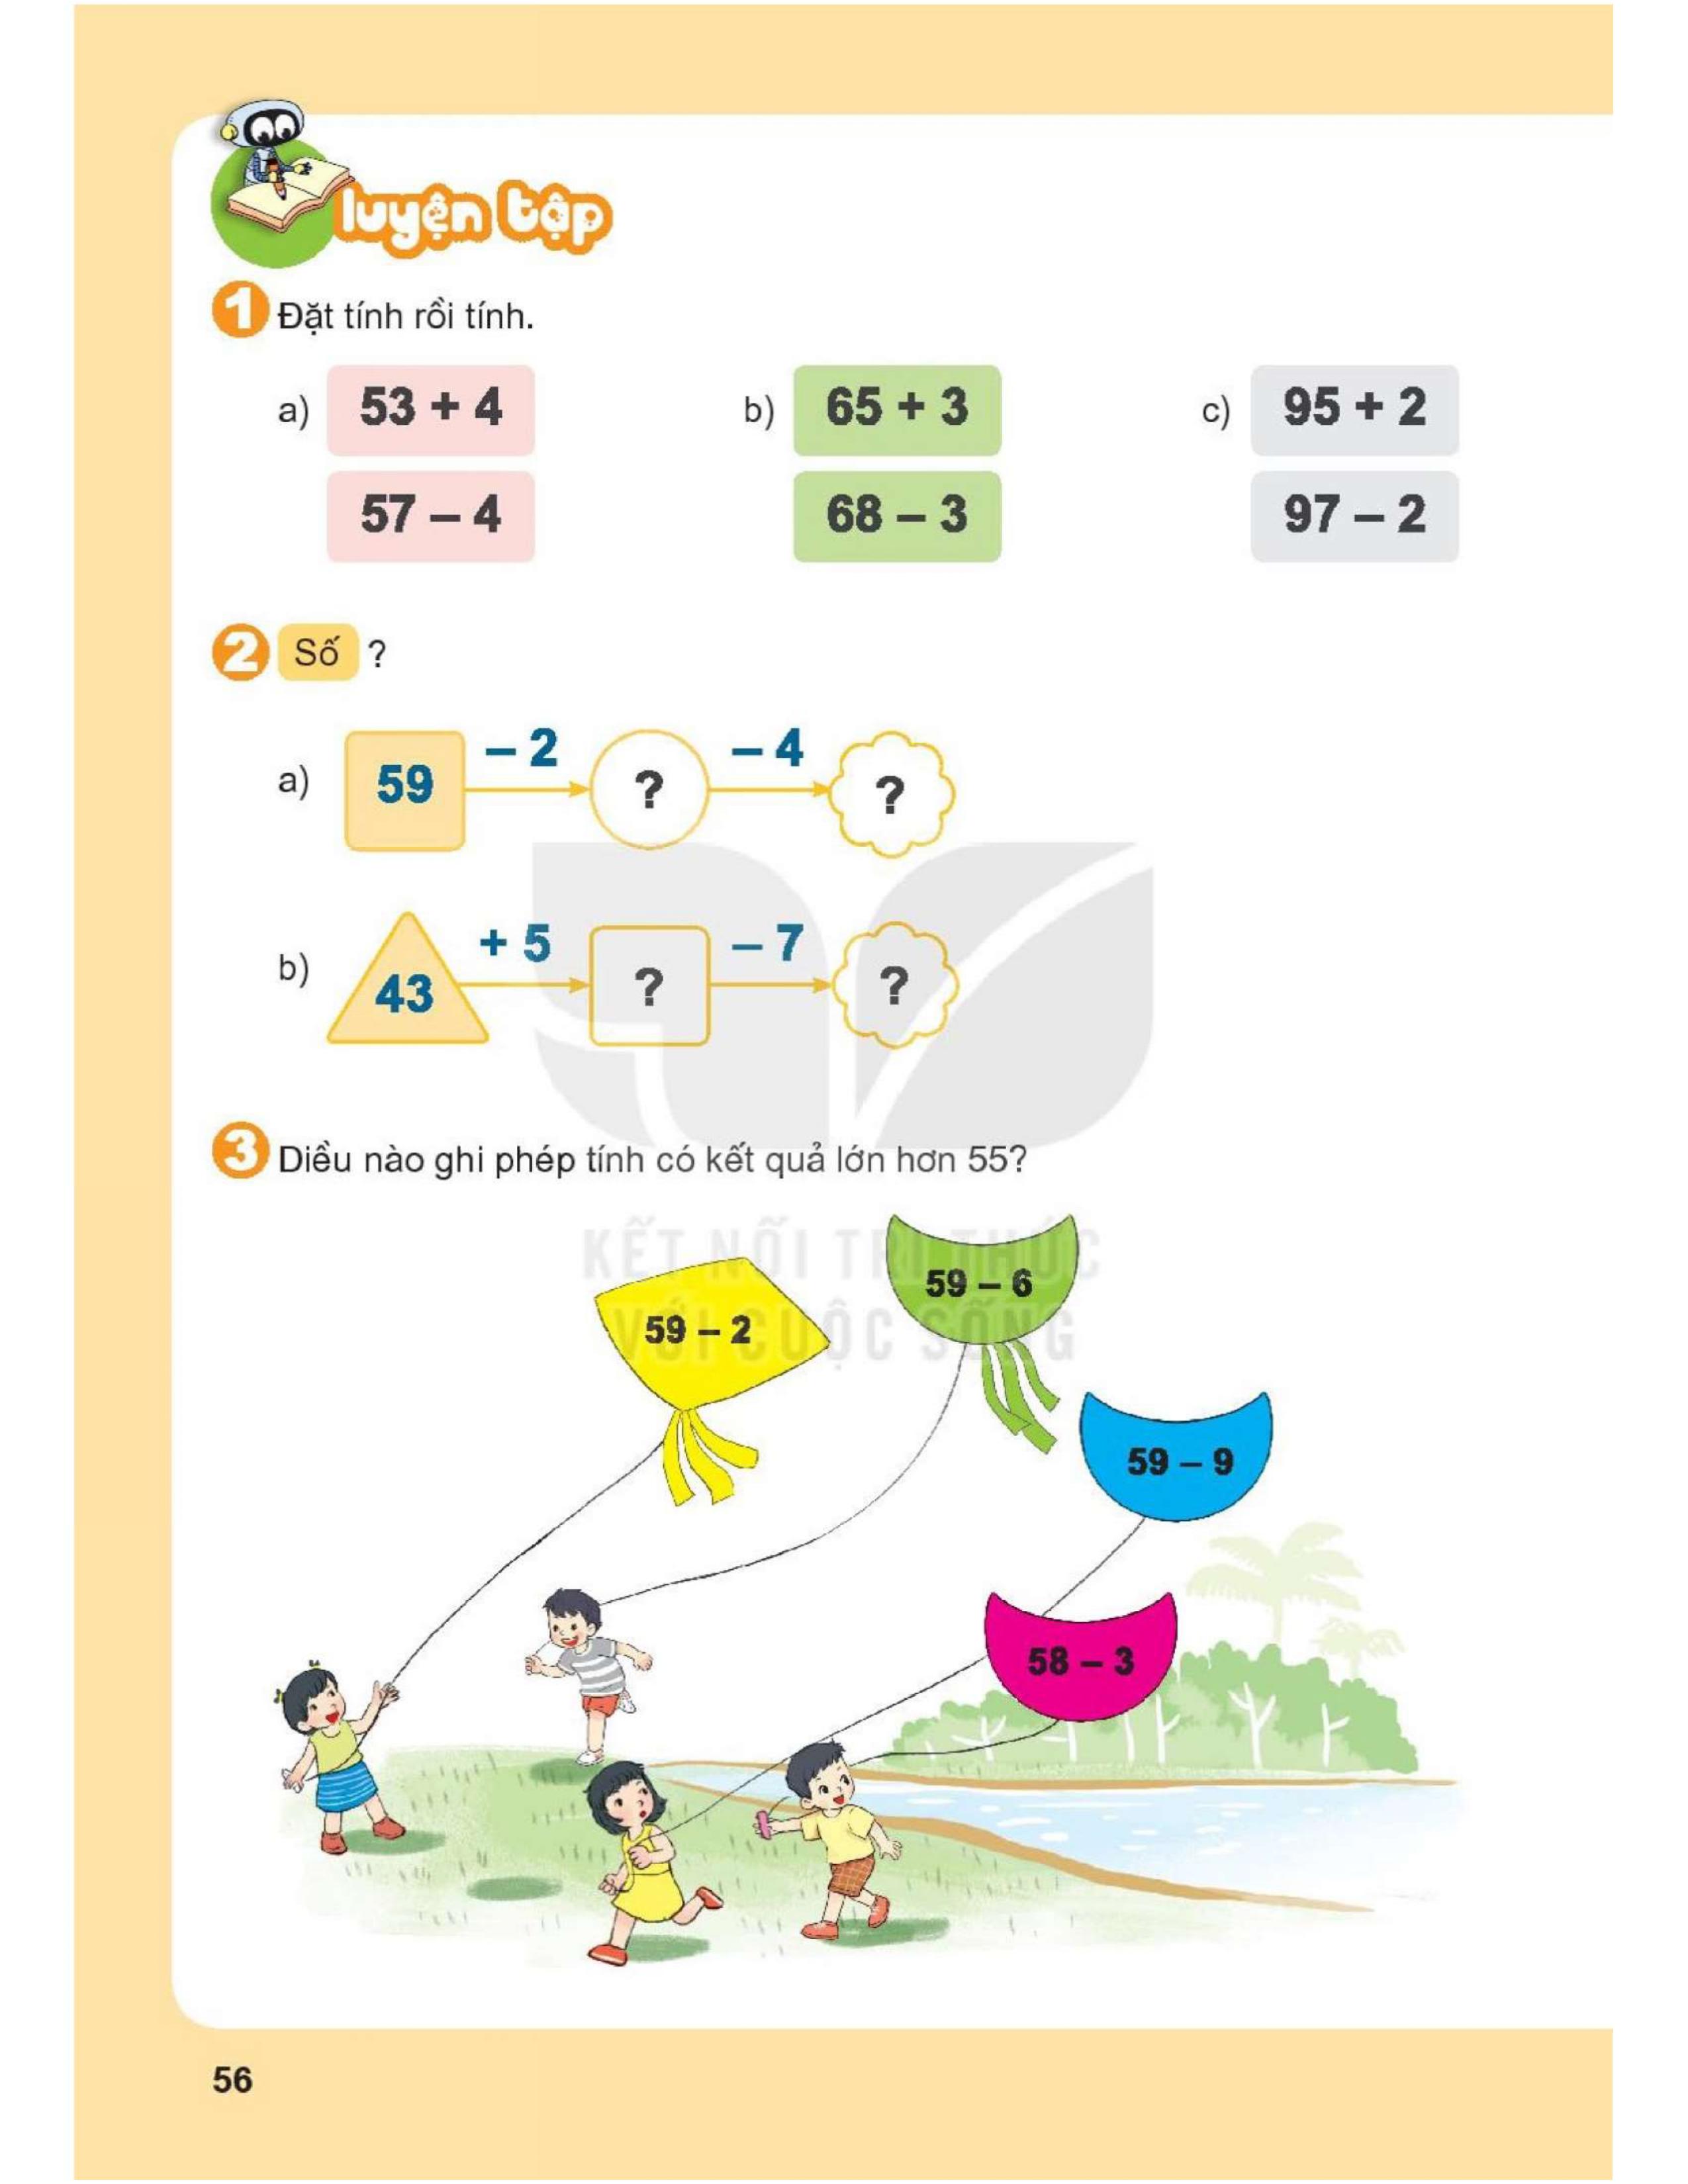 luyện tập
1 Đặt tính rồi tính.
a) 53 + 4 b) 65 + 3 c) 95 + 2
57 – 4 68 – 3 97 – 2
2 Số ?
– 2 – 4
a) 59 ? ?
+ 5 – 7
b) 43 ? ?
3 Diều nào ghi phép tính có kết quả lớn hơn 55?
KẾT NỐI TRI THỨC
VỚI CUỘC SỐNG
59 – 6
59 – 2
59 – 9
58 – 3
56